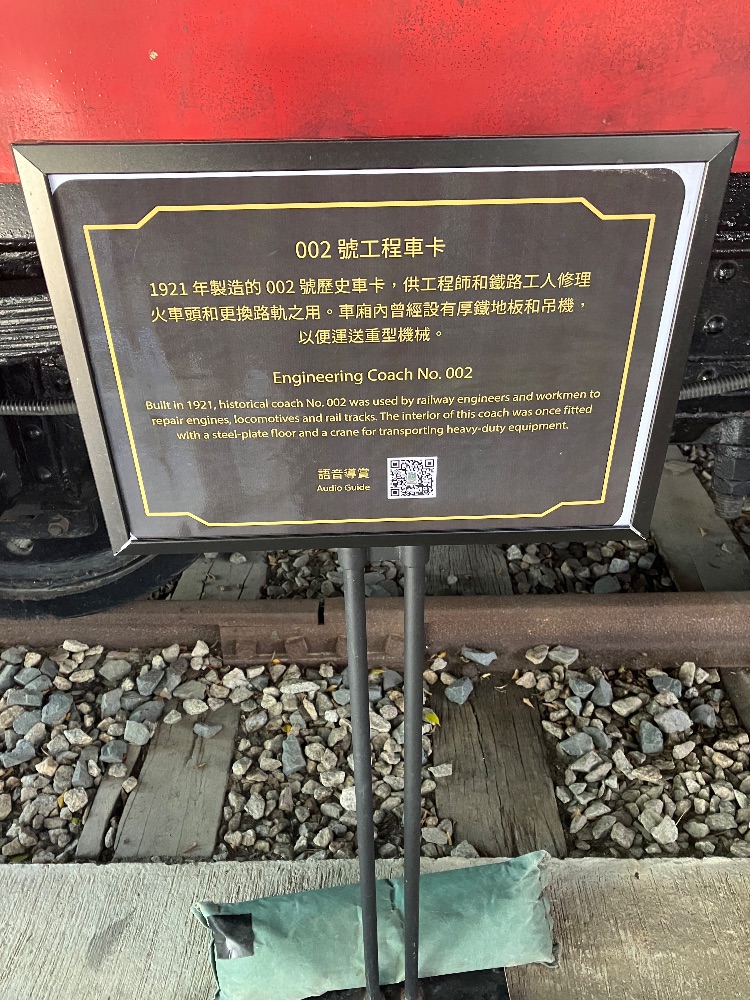 002 號工程車卡
1921 年製造的 002 號歷史車卡，供工程師和鐵路工人修理
火車頭和更換路軌之用。車廂內曾經設有厚鐵地板和吊機，
以便運送重型機械。
Engineering Coach No. 002
Built in 1921, historical coach No. 002 was used by railway engineers and workmen to
repair engines, locomotives and rail tracks. The interior of this coach was once fitted
with a steel-plate floor and a crane for transporting heavy-duty equipment.
語音導賞
Audio Guide